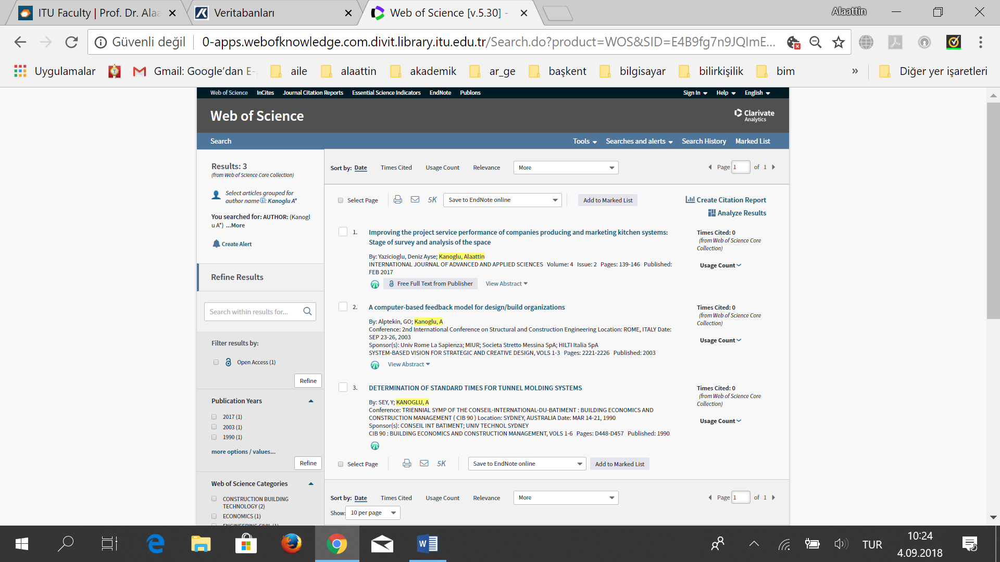 ITU Faculty | Prof. Dr. Alaa
Veritabanları
Web of Science [v.5.30] -
Alaattin
Güvenli değil
0-apps.webofknowledge.com.divit.library.itu.edu.tr/Search.do?product=WOS&SID=E4B9fg7n9JQImE...
Uygulamalar
Gmail: Google'dan E-
aile
alaattin
akademik
ar_ge
başkent
bilgisayar
bilirkişilik
bim
»
Diğer yer işaretleri
Web of Science InCites Journal Citation Reports Essential Science Indicators EndNote Publons
Sign In Help English
Web of Science
Clarivate
Analytics
Search
Tools Searches and alerts Search History Marked List
Results: 3
(from Web of Science Core Collection)
Select articles grouped for
author name : Kanoglu A*
You searched for: AUTHOR: (Kanogl
u A*) ...More
Create Alert
Refine Results
Search within results for...
Filter results by:
Open Access (1)
Refine
Publication Years
2017 (1)
2003 (1)
1990 (1)
more options / values...
Refine
Web of Science Categories
CONSTRUCTION BUILDING
TECHNOLOGY (2)
ECONOMICS (1)
ENGINEERING CIVIL (1)
Sort by: Date Times Cited Usage Count Relevance More
Page 1 of 1
Select Page 5K Save to EndNote online Add to Marked List
Create Citation Report
Analyze Results
1. Improving the project service performance of companies producing and marketing kitchen systems:
Stage of survey and analysis of the space
By: Yazicioglu, Deniz Ayse; Kanoglu, Alaattin
INTERNATIONAL JOURNAL OF ADVANCED AND APPLIED SCIENCES Volume: 4 Issue: 2 Pages: 139-146 Published:
FEB 2017
Free Full Text from Publisher View Abstract
Times Cited: 0
(from Web of Science Core
Collection)
Usage Count
2. A computer-based feedback model for design/build organizations
By: Alptekin, GO; Kanoglu, A
Conference: 2nd International Conference on Structural and Construction Engineering Location: ROME, ITALY Date:
SEP 23-26, 2003
Sponsor(s): Univ Rome La Sapienza; MIUR; Societa Stretto Messina SpA; HILTI Italia SpA
SYSTEM-BASED VISION FOR STRATEGIC AND CREATIVE DESIGN, VOLS 1-3 Pages: 2221-2226 Published: 2003
View Abstract
Times Cited: 0
(from Web of Science Core
Collection)
Usage Count
3. DETERMINATION OF STANDARD TIMES FOR TUNNEL MOLDING SYSTEMS
By: SEY, Y; KANOGLU, A
Conference: TRIENNIAL SYMP OF THE CONSEIL-INTERNATIONAL-DU-BATIMENT : BUILDING ECONOMICS AND
CONSTRUCTION MANAGEMENT ( CIB 90 ) Location: SYDNEY, AUSTRALIA Date: MAR 14-21, 1990
Sponsor(s): CONSEIL INT BATIMENT; UNIV TECHNOL SYDNEY
CIB 90 : BUILDING ECONOMICS AND CONSTRUCTION MANAGEMENT, VOLS 1-6 Pages: D448-D457 Published: 1990
Times Cited: 0
(from Web of Science Core
Collection)
Usage Count
Select Page 5K Save to EndNote online Add to Marked List
Sort by: Date Times Cited Usage Count Relevance More
Page 1 of 1
Show: 10 per page
TUR
10:24
4.09.2018